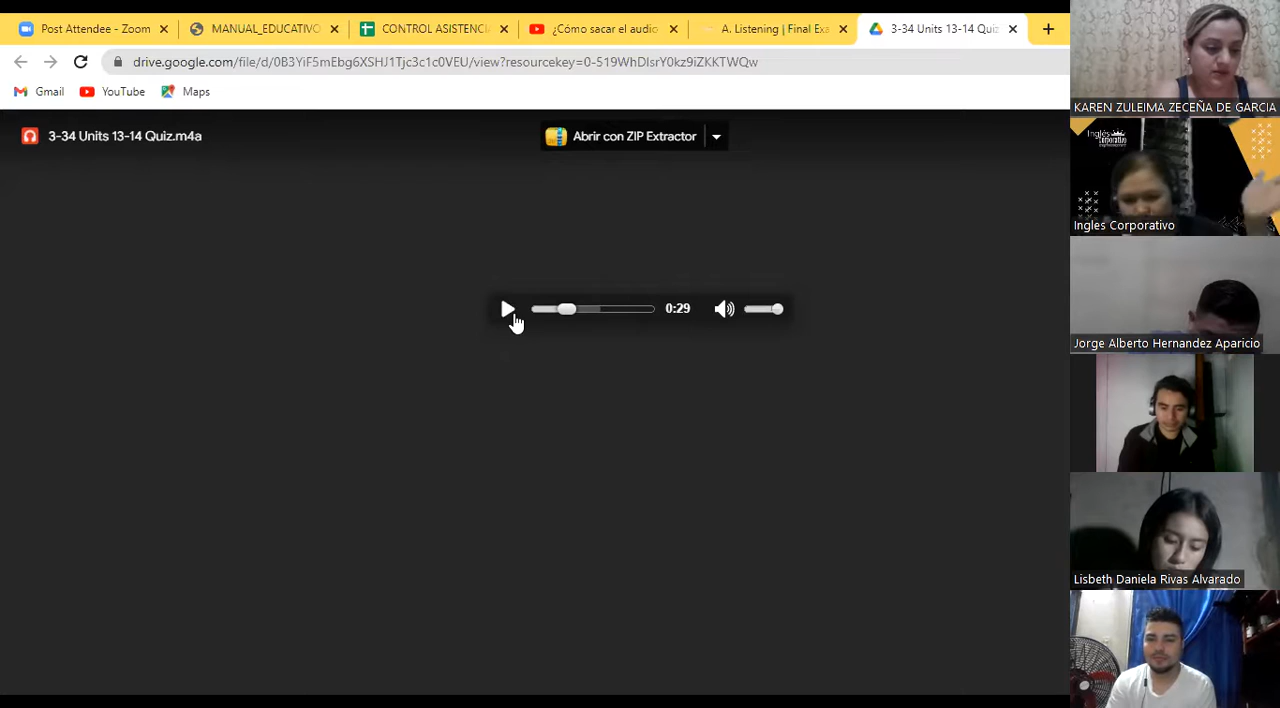 Post Attendee - Zoom
MANUAL_EDUCATIVO
CONTROL ASISTENCI
¿Cómo sacar el audio
A. Listening | Final Exa
3-34 Units 13-14 Quiz
drive.google.com/file/d/0B3YiF5mEbg6XSHJ1Tjc3c1c0VEU/view?resourcekey=0-519WhDlsrY0kz9iZKKTWQw
Gmail
YouTube
Maps
3-34 Units 13-14 Quiz.m4a
Abrir con ZIP Extractor
0:29
KAREN ZULEIMA ZECEÑA DE GARCIA
Inglés
Corporativo
Ingles Corporativo
Jorge Alberto Hernandez Aparicio
Lisbeth Daniela Rivas Alvarado